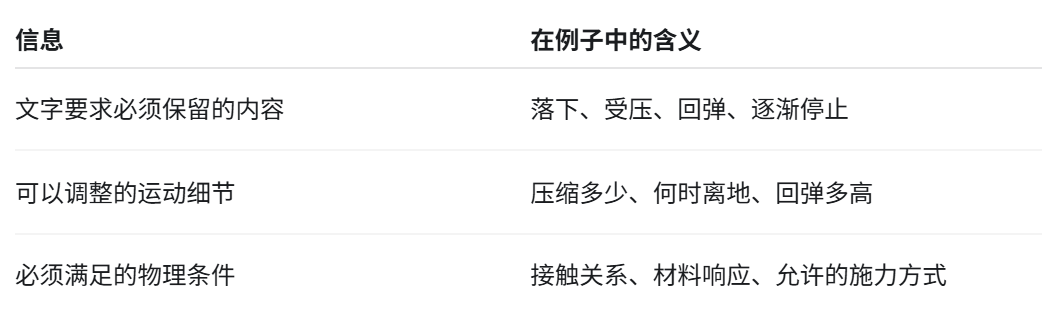 信息 在例子中的含义
文字要求必须保留的内容 落下、受压、回弹、逐渐停止
可以调整的运动细节 压缩多少、何时离地、回弹多高
必须满足的物理条件 接触关系、材料响应、允许的施力方式